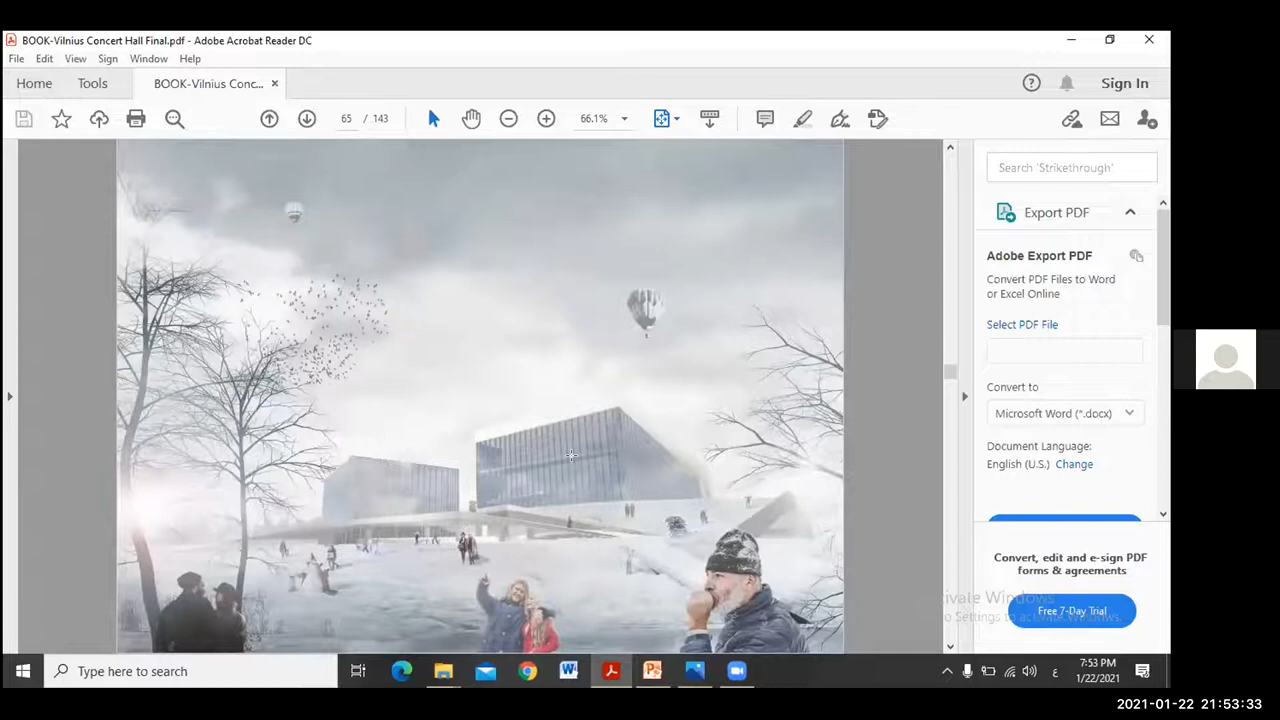 BOOK-Vilnius Concert Hall Final.pdf - Adobe Acrobat Reader DC
File Edit View Sign Window Help
Home Tools BOOK-Vilnius Conc... ×
Sign In
65 / 143 66.1%
Search 'Strikethrough'
Export PDF
Adobe Export PDF
Convert PDF Files to Word
or Excel Online
Select PDF File
Convert to
Microsoft Word (*.docx)
Document Language:
English (U.S.) Change
Convert, edit and e-sign PDF
forms & agreements
Free 7-Day Trial
Type here to search
ع
7:53 PM
1/22/2021
2021-01-22 21:53:33